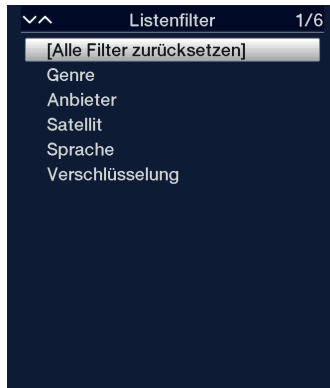 Listenfilter 1/6
[Alle Filter zurücksetzen]
Genre
Anbieter
Satellit
Sprache
Verschlüsselung